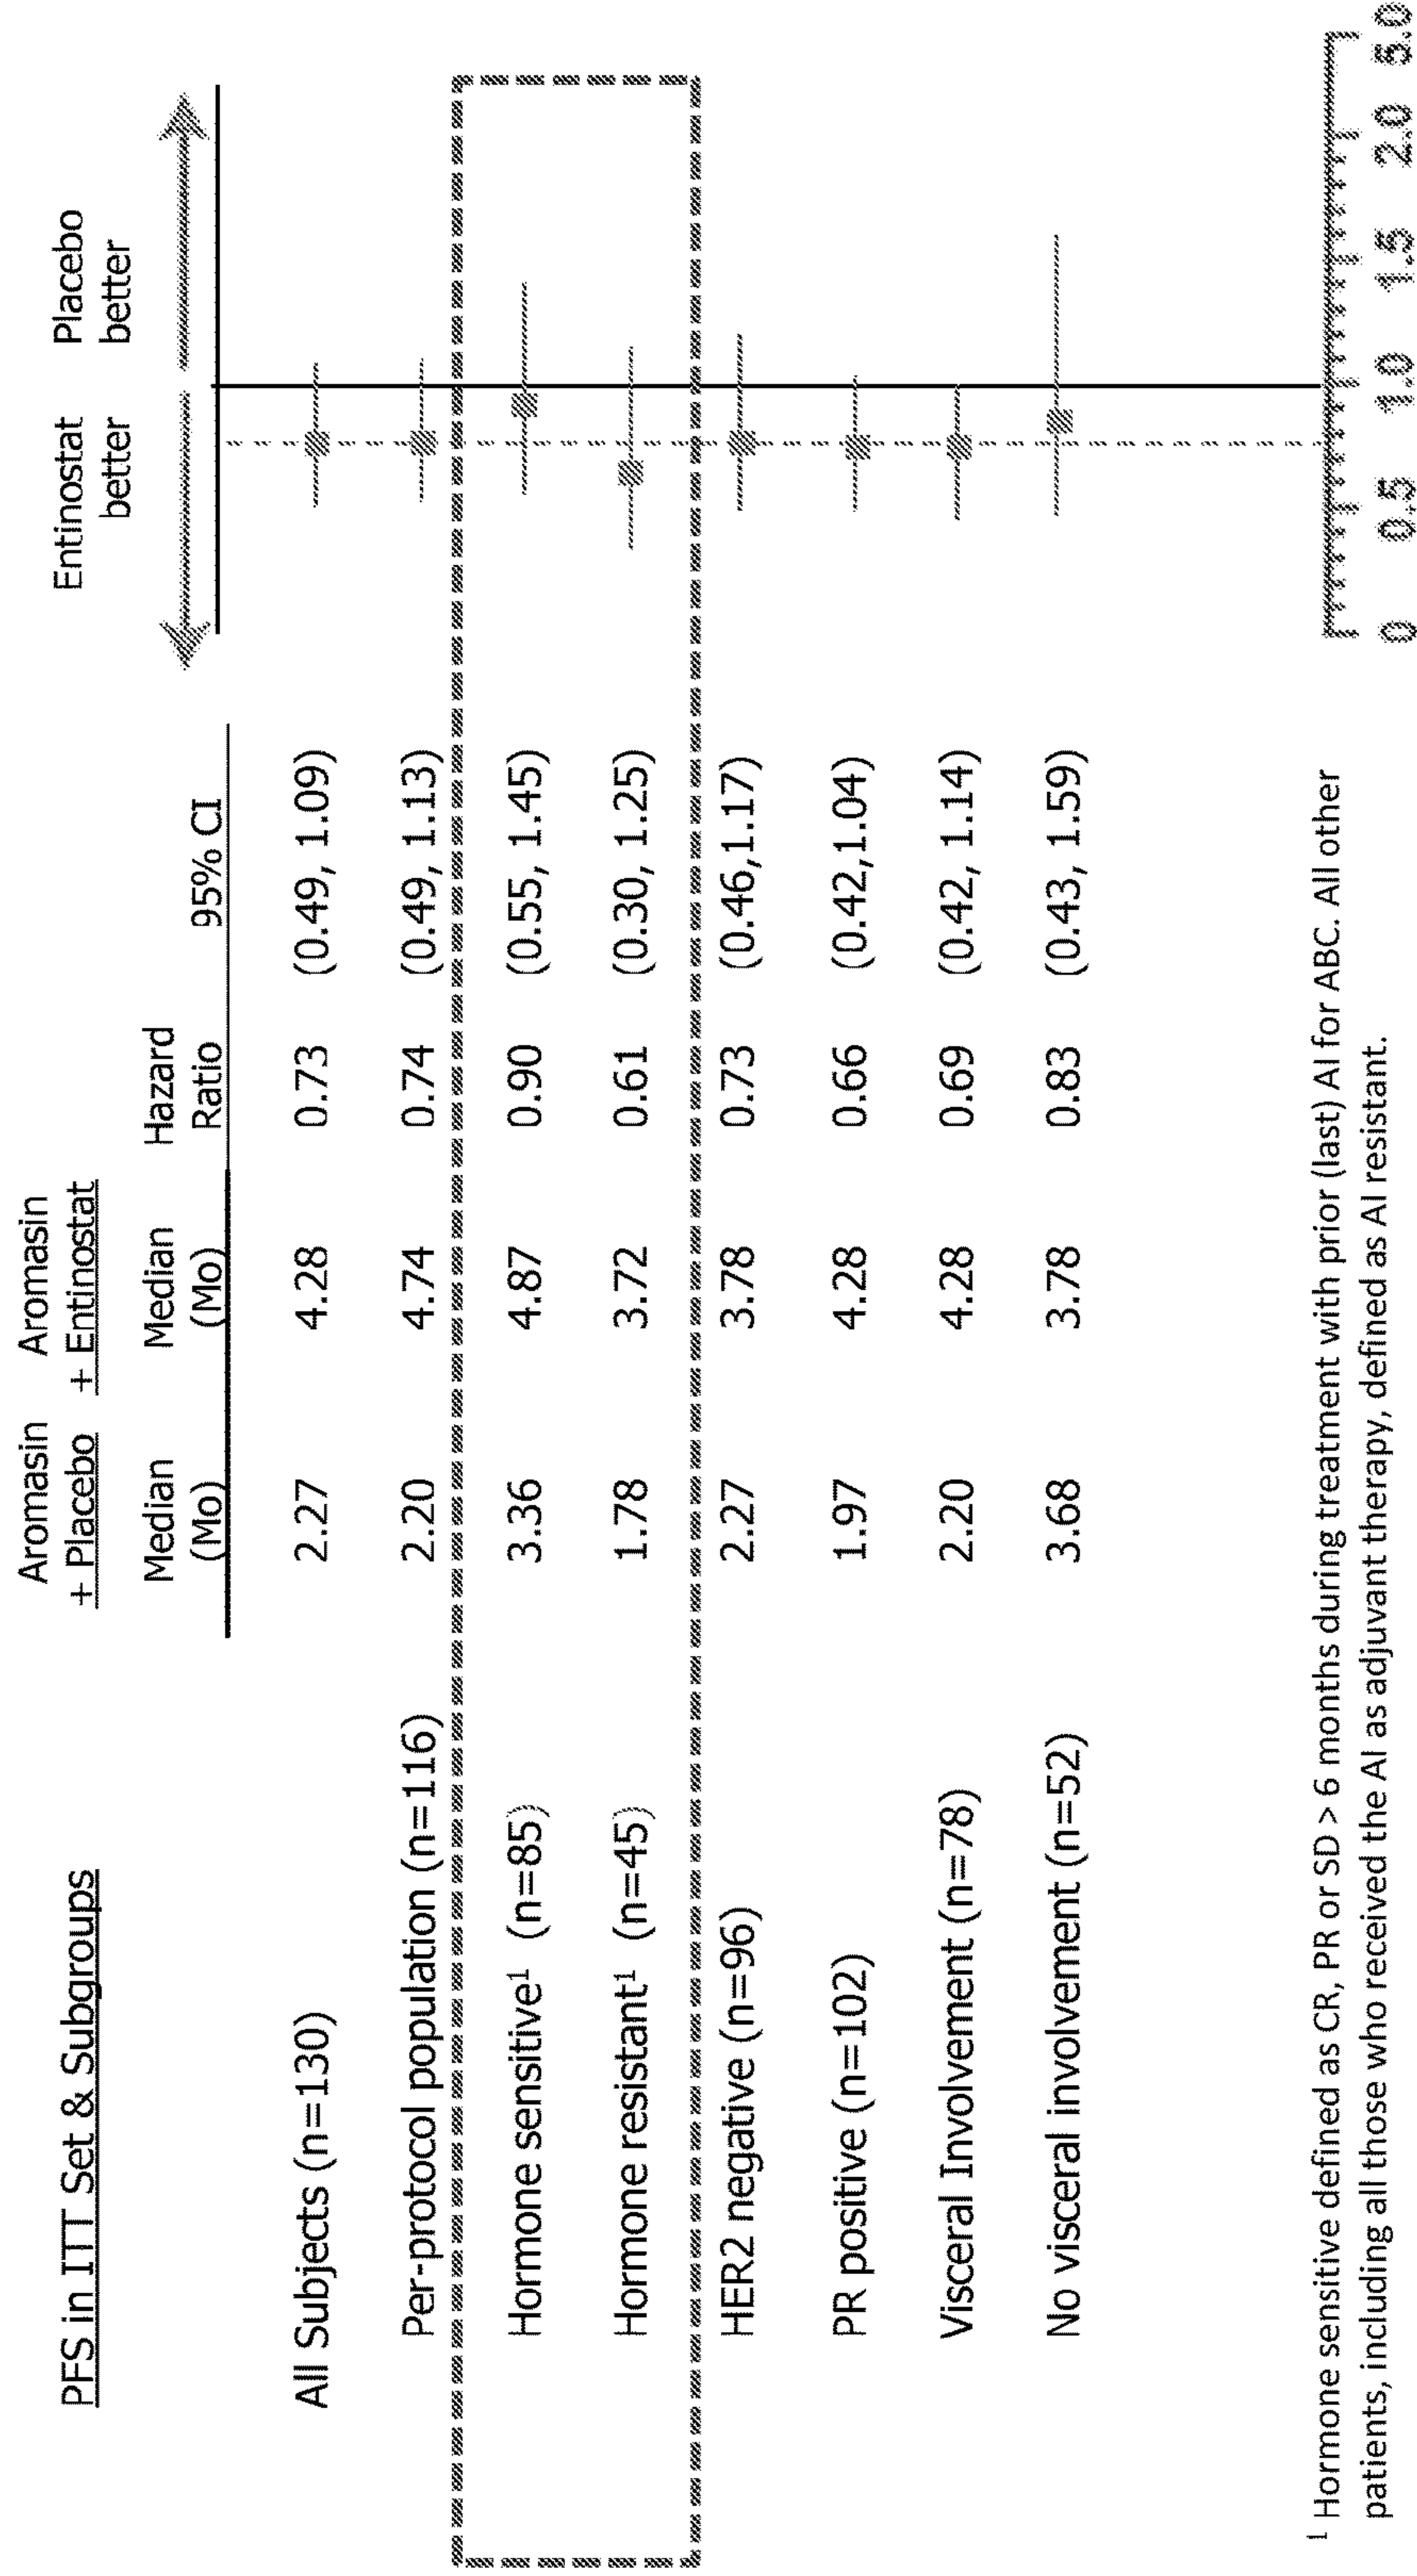 PFS in ITT Set & Subgroups
Aromasin Aromasin
+ Placebo + Entinostat
Entinostat Placebo
better better
Median Median Hazard
(Mo) (Mo) Ratio 95% CI
All Subjects (n=130) 2.27 4.28 0.73 (0.49, 1.09)
Per-protocol population (n=116) 2.20 4.74 0.74 (0.49, 1.13)
Hormone sensitive¹ (n=85) 3.36 4.87 0.90 (0.55, 1.45)
Hormone resistant¹ (n=45) 1.78 3.72 0.61 (0.30, 1.25)
HER2 negative (n=96) 2.27 3.78 0.73 (0.46,1.17)
PR positive (n=102) 1.97 4.28 0.66 (0.42,1.04)
Visceral Involvement (n=78) 2.20 4.28 0.69 (0.42, 1.14)
No visceral involvement (n=52) 3.68 3.78 0.83 (0.43, 1.59)
0 0.5 1.0 1.5 2.0 5.0
¹ Hormone sensitive defined as CR, PR or SD > 6 months during treatment with prior (last) AI for ABC. All other
patients, including all those who received the AI as adjuvant therapy, defined as AI resistant.